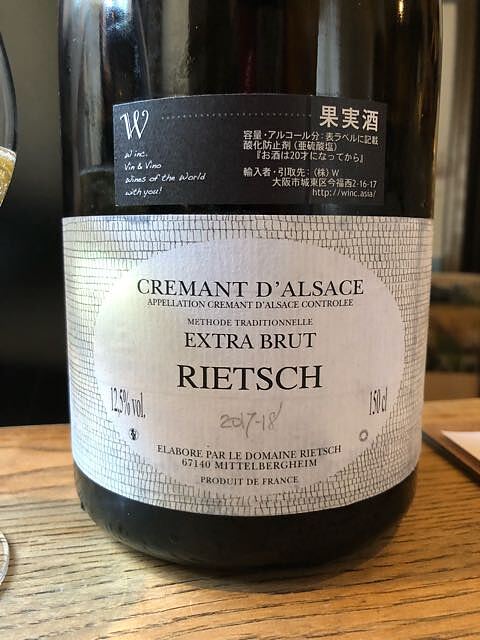 W
果実酒
容量・アルコール分：表ラベルに記載
酸化防止剤（亜硫酸塩）
『お酒は20才になってから』
輸入者・引取先：（株）W
大阪市城東区今福西2-16-17
http://winc.asia/
W inc.
Vin & Vino
Wines of the World
with you!
CREMANT D'ALSACE
APPELLATION CREMANT D'ALSACE CONTROLEE
METHODE TRADITIONNELLE
EXTRA BRUT
RIETSCH
12,5% vol.
150 cl
2017-18
ELABORE PAR LE DOMAINE RIETSCH
67140 MITTELBERGHEIM
PRODUIT DE FRANCE